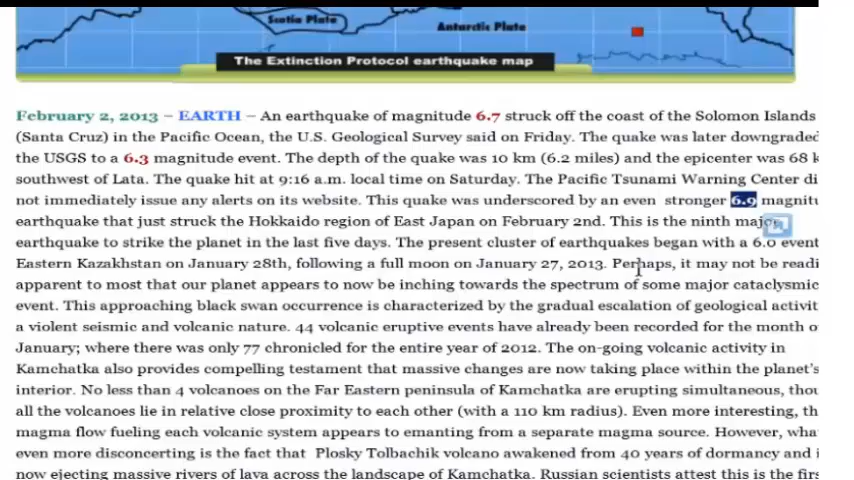 Scotia Plate
Antarctic Plate
The Extinction Protocol earthquake map
February 2, 2013 – EARTH – An earthquake of magnitude 6.7 struck off the coast of the Solomon Islands
(Santa Cruz) in the Pacific Ocean, the U.S. Geological Survey said on Friday. The quake was later downgraded
the USGS to a 6.3 magnitude event. The depth of the quake was 10 km (6.2 miles) and the epicenter was 68 k
southwest of Lata. The quake hit at 9:16 a.m. local time on Saturday. The Pacific Tsunami Warning Center di
not immediately issue any alerts on its website. This quake was underscored by an even stronger 6.9 magnitu
earthquake that just struck the Hokkaido region of East Japan on February 2nd. This is the ninth major
earthquake to strike the planet in the last five days. The present cluster of earthquakes began with a 6.0 event
Eastern Kazakhstan on January 28th, following a full moon on January 27, 2013. Perhaps, it may not be readi
apparent to most that our planet appears to now be inching towards the spectrum of some major cataclysmic
event. This approaching black swan occurrence is characterized by the gradual escalation of geological activit
a violent seismic and volcanic nature. 44 volcanic eruptive events have already been recorded for the month o
January; where there was only 77 chronicled for the entire year of 2012. The on-going volcanic activity in
Kamchatka also provides compelling testament that massive changes are now taking place within the planet's
interior. No less than 4 volcanoes on the Far Eastern peninsula of Kamchatka are erupting simultaneous, thou
all the volcanoes lie in relative close proximity to each other (with a 110 km radius). Even more interesting, th
magma flow fueling each volcanic system appears to emanting from a separate magma source. However, wha
even more disconcerting is the fact that Plosky Tolbachik volcano awakened from 40 years of dormancy and i
now ejecting massive rivers of lava across the landscape of Kamchatka. Russian scientists attest this is the firs